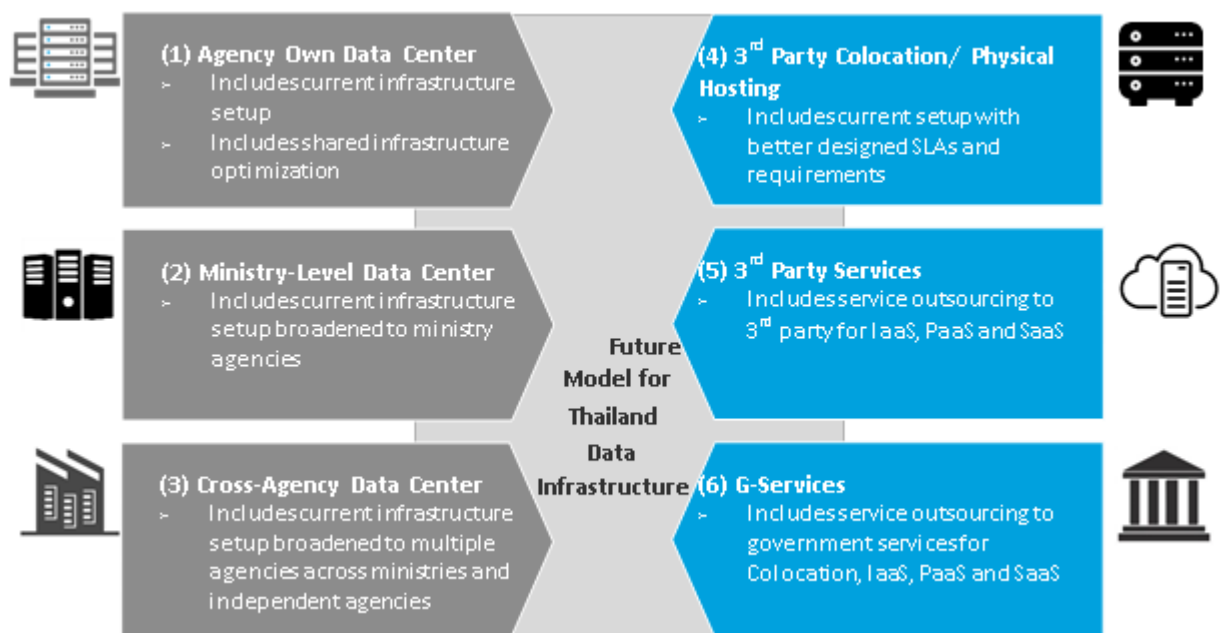 (1) Agency Own Data Center
➢ Includes current infrastructure
setup
➢ Includes shared infrastructure
optimization
(2) Ministry-Level Data Center
➢ Includes current infrastructure
setup broadened to ministry
agencies
(3) Cross-Agency Data Center
➢ Includes current infrastructure
setup broadened to multiple
agencies across ministries and
independent agencies
Future
Model for
Thailand
Data
Infrastructure
(4) 3rd Party Colocation/ Physical
Hosting
➢ Includes current setup with
better designed SLAs and
requirements
(5) 3rd Party Services
➢ Includes service outsourcing to
3rd party for IaaS, PaaS and SaaS
(6) G-Services
➢ Includes service outsourcing to
government services for
Colocation, IaaS, PaaS and SaaS